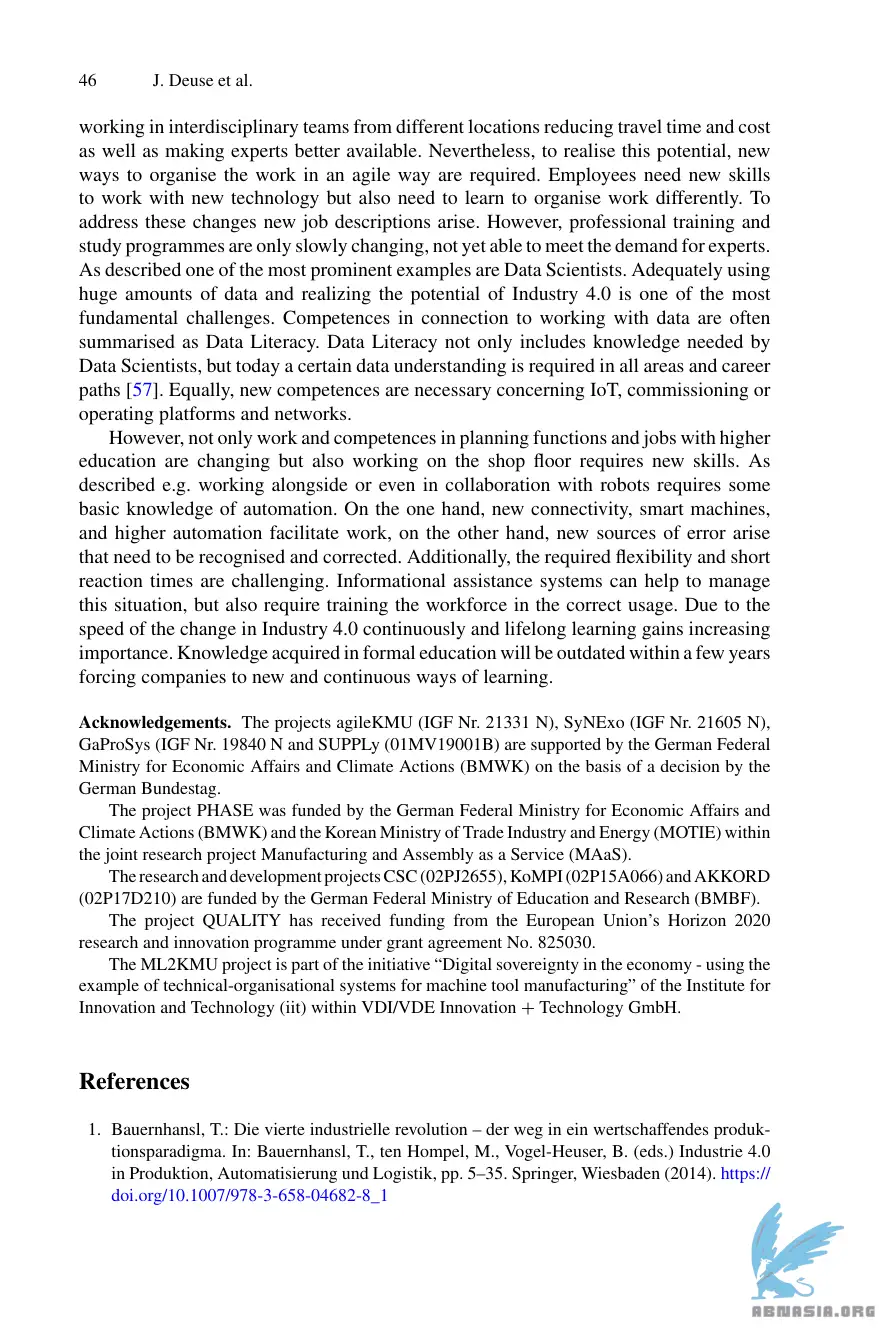 46 J. Deuse et al.
working in interdisciplinary teams from different locations reducing travel time and cost
as well as making experts better available. Nevertheless, to realise this potential, new
ways to organise the work in an agile way are required. Employees need new skills
to work with new technology but also need to learn to organise work differently. To
address these changes new job descriptions arise. However, professional training and
study programmes are only slowly changing, not yet able to meet the demand for experts.
As described one of the most prominent examples are Data Scientists. Adequately using
huge amounts of data and realizing the potential of Industry 4.0 is one of the most
fundamental challenges. Competences in connection to working with data are often
summarised as Data Literacy. Data Literacy not only includes knowledge needed by
Data Scientists, but today a certain data understanding is required in all areas and career
paths [57]. Equally, new competences are necessary concerning IoT, commissioning or
operating platforms and networks.
However, not only work and competences in planning functions and jobs with higher
education are changing but also working on the shop floor requires new skills. As
described e.g. working alongside or even in collaboration with robots requires some
basic knowledge of automation. On the one hand, new connectivity, smart machines,
and higher automation facilitate work, on the other hand, new sources of error arise
that need to be recognised and corrected. Additionally, the required flexibility and short
reaction times are challenging. Informational assistance systems can help to manage
this situation, but also require training the workforce in the correct usage. Due to the
speed of the change in Industry 4.0 continuously and lifelong learning gains increasing
importance. Knowledge acquired in formal education will be outdated within a few years
forcing companies to new and continuous ways of learning.
Acknowledgements. The projects agileKMU (IGF Nr. 21331 N), SyNExo (IGF Nr. 21605 N),
GaProSys (IGF Nr. 19840 N and SUPPLy (01MV19001B) are supported by the German Federal
Ministry for Economic Affairs and Climate Actions (BMWK) on the basis of a decision by the
German Bundestag.
The project PHASE was funded by the German Federal Ministry for Economic Affairs and
Climate Actions (BMWK) and the Korean Ministry of Trade Industry and Energy (MOTIE) within
the joint research project Manufacturing and Assembly as a Service (MAaS).
The research and development projects CSC (02PJ2655), KoMPI (02P15A066) and AKKORD
(02P17D210) are funded by the German Federal Ministry of Education and Research (BMBF).
The project QUALITY has received funding from the European Union's Horizon 2020
research and innovation programme under grant agreement No. 825030.
The ML2KMU project is part of the initiative “Digital sovereignty in the economy - using the
example of technical-organisational systems for machine tool manufacturing” of the Institute for
Innovation and Technology (iit) within VDI/VDE Innovation + Technology GmbH.
References
1. Bauernhansl, T.: Die vierte industrielle revolution – der weg in ein wertschaffendes produk-
tionsparadigma. In: Bauernhansl, T., ten Hompel, M., Vogel-Heuser, B. (eds.) Industrie 4.0
in Produktion, Automatisierung und Logistik, pp. 5–35. Springer, Wiesbaden (2014). https://
doi.org/10.1007/978-3-658-04682-8_1
ABNASIA.ORG